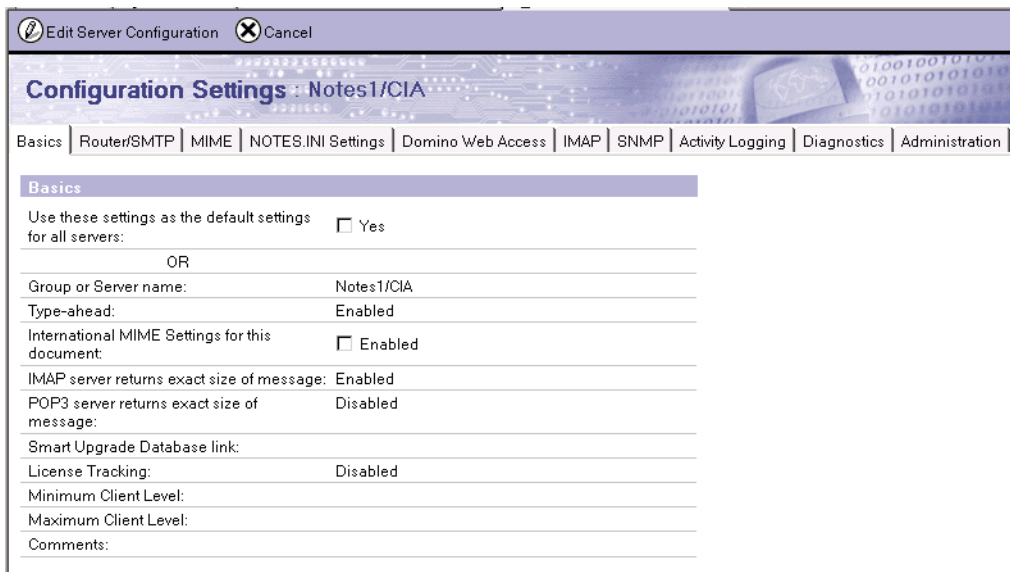 Edit Server Configuration Cancel
Configuration Settings : Notes1/CIA
Basics Router/SMTP MIME NOTES.INI Settings Domino Web Access IMAP SNMP Activity Logging Diagnostics Administration
Basics
Use these settings as the default settings
for all servers: Yes
OR
Group or Server name: Notes1/CIA
Type-ahead: Enabled
International MIME Settings for this
document: Enabled
IMAP server returns exact size of message: Enabled
POP3 server returns exact size of Disabled
message:
Smart Upgrade Database link:
License Tracking: Disabled
Minimum Client Level:
Maximum Client Level:
Comments: